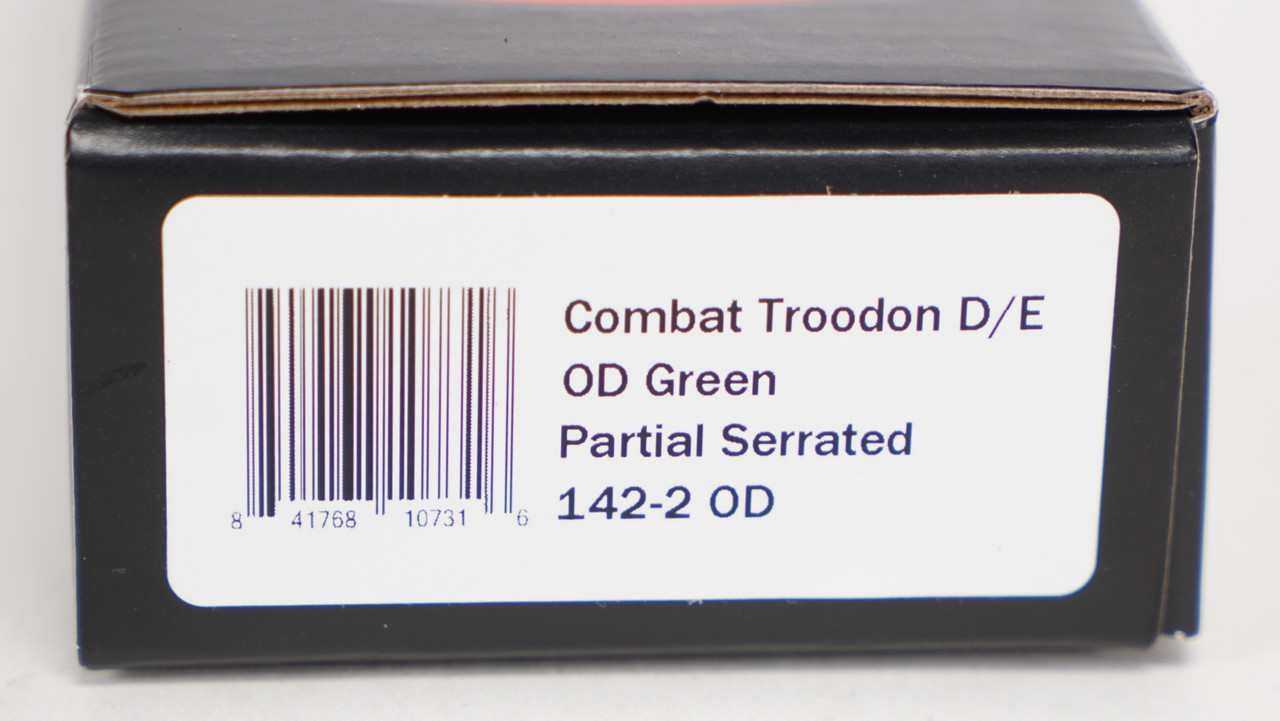 Combat Troodon D/E
OD Green
Partial Serrated
142-2 OD
8 41768 10731 6